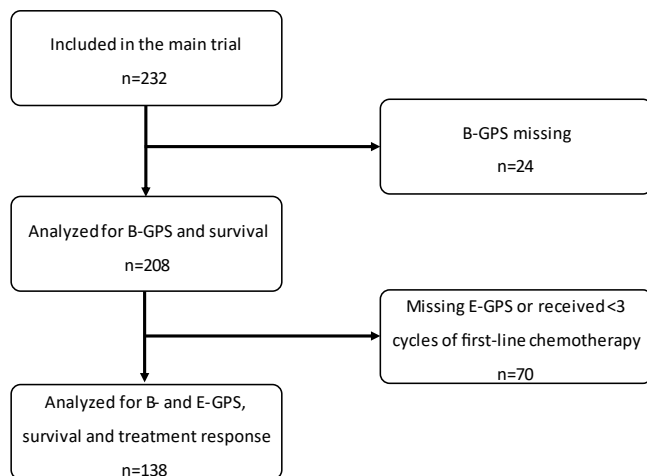 Included in the main trial
n=232
B-GPS missing
n=24
Analyzed for B-GPS and survival
n=208
Missing E-GPS or received <3
cycles of first-line chemotherapy
n=70
Analyzed for B- and E-GPS,
survival and treatment response
n=138